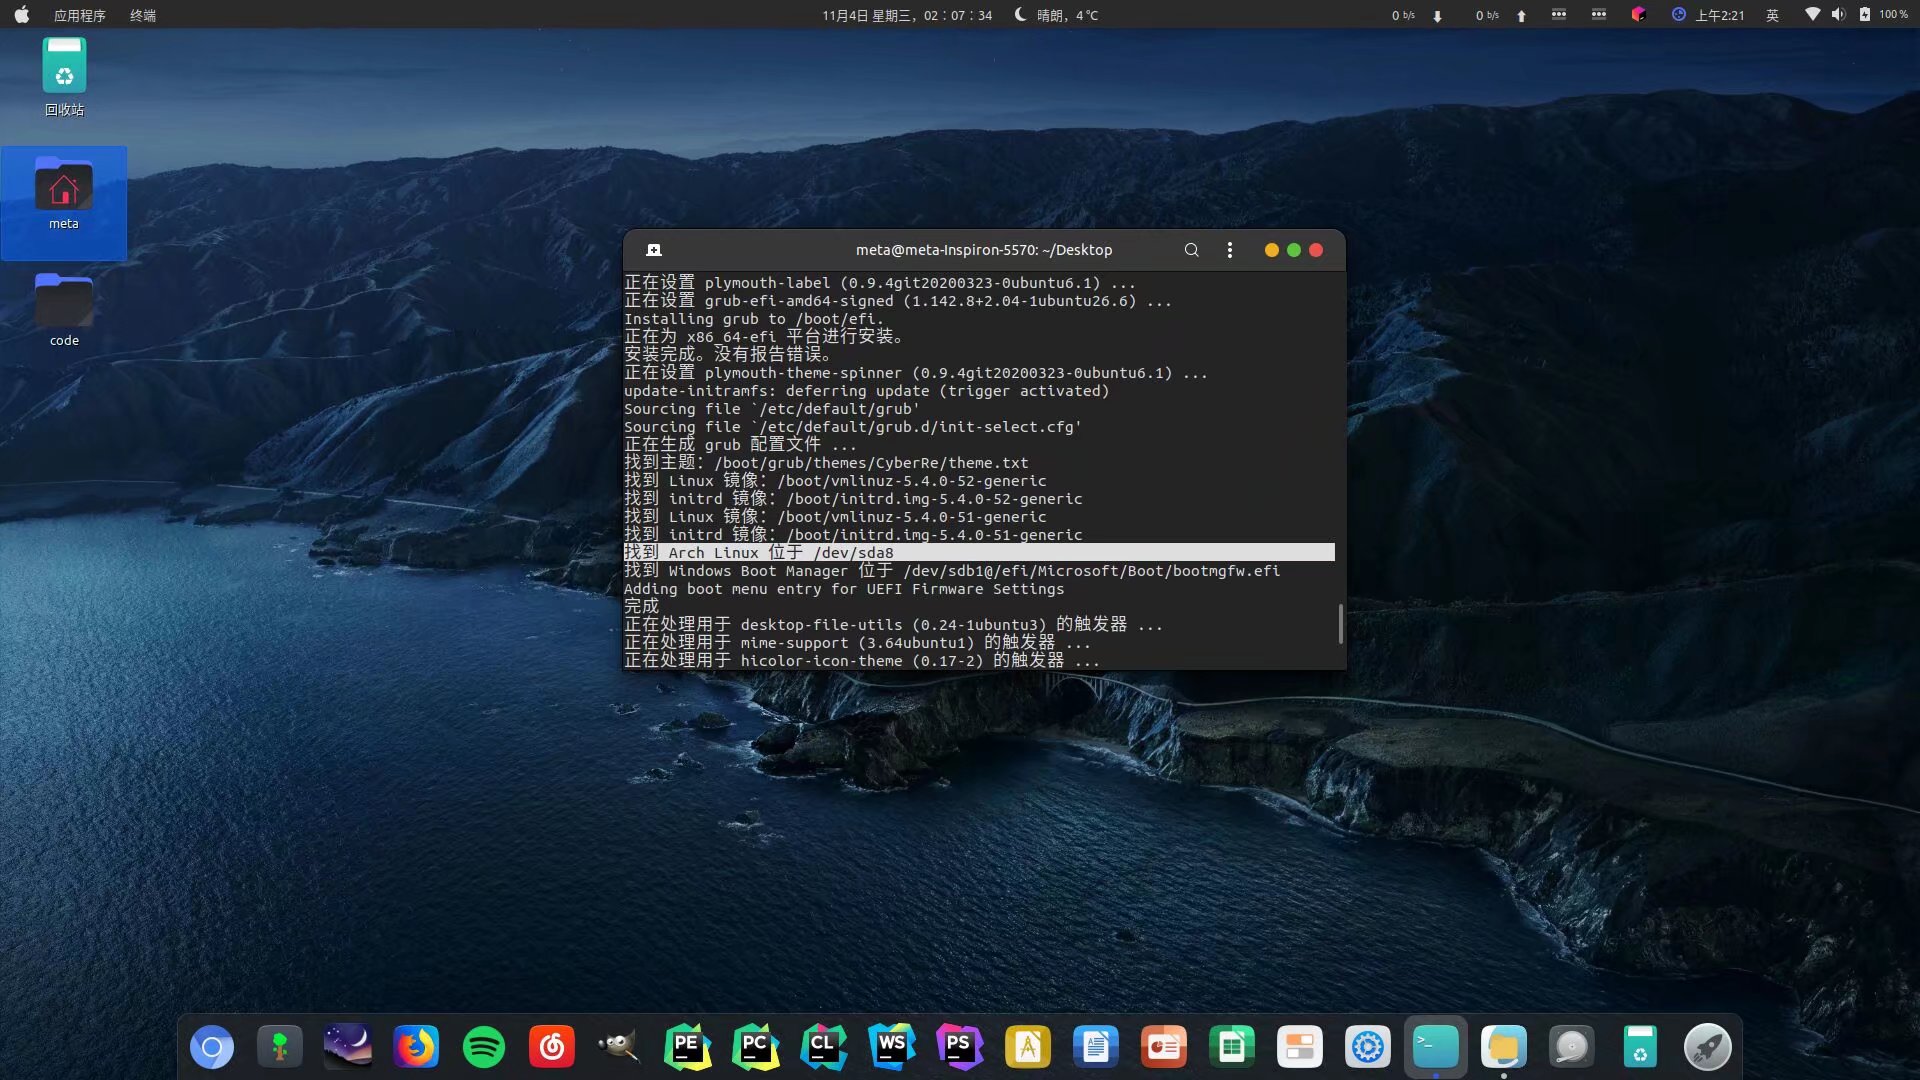 应用程序 终端 11月4日 星期三，02：07：34 晴朗，4 ℃ 0 b/s 0 b/s 上午2:21 英 100 %
回收站
meta
code
meta@meta-Inspiron-5570: ~/Desktop
正在设置 plymouth-label (0.9.4git20200323-0ubuntu6.1) ...
正在设置 grub-efi-amd64-signed (1.142.8+2.04-1ubuntu26.6) ...
Installing grub to /boot/efi.
正在为 x86_64-efi 平台进行安装。
安装完成。没有报告错误。
正在设置 plymouth-theme-spinner (0.9.4git20200323-0ubuntu6.1) ...
update-initramfs: deferring update (trigger activated)
Sourcing file `/etc/default/grub'
Sourcing file `/etc/default/grub.d/init-select.cfg'
正在生成 grub 配置文件 ...
找到主题：/boot/grub/themes/CyberRe/theme.txt
找到 Linux 镜像：/boot/vmlinuz-5.4.0-52-generic
找到 initrd 镜像：/boot/initrd.img-5.4.0-52-generic
找到 Linux 镜像：/boot/vmlinuz-5.4.0-51-generic
找到 initrd 镜像：/boot/initrd.img-5.4.0-51-generic
找到 Arch Linux 位于 /dev/sda8
找到 Windows Boot Manager 位于 /dev/sdb1@/efi/Microsoft/Boot/bootmgfw.efi
Adding boot menu entry for UEFI Firmware Settings
完成
正在处理用于 desktop-file-utils (0.24-1ubuntu3) 的触发器 ...
正在处理用于 mime-support (3.64ubuntu1) 的触发器 ...
正在处理用于 hicolor-icon-theme (0.17-2) 的触发器 ...
PE PC CL WS PS